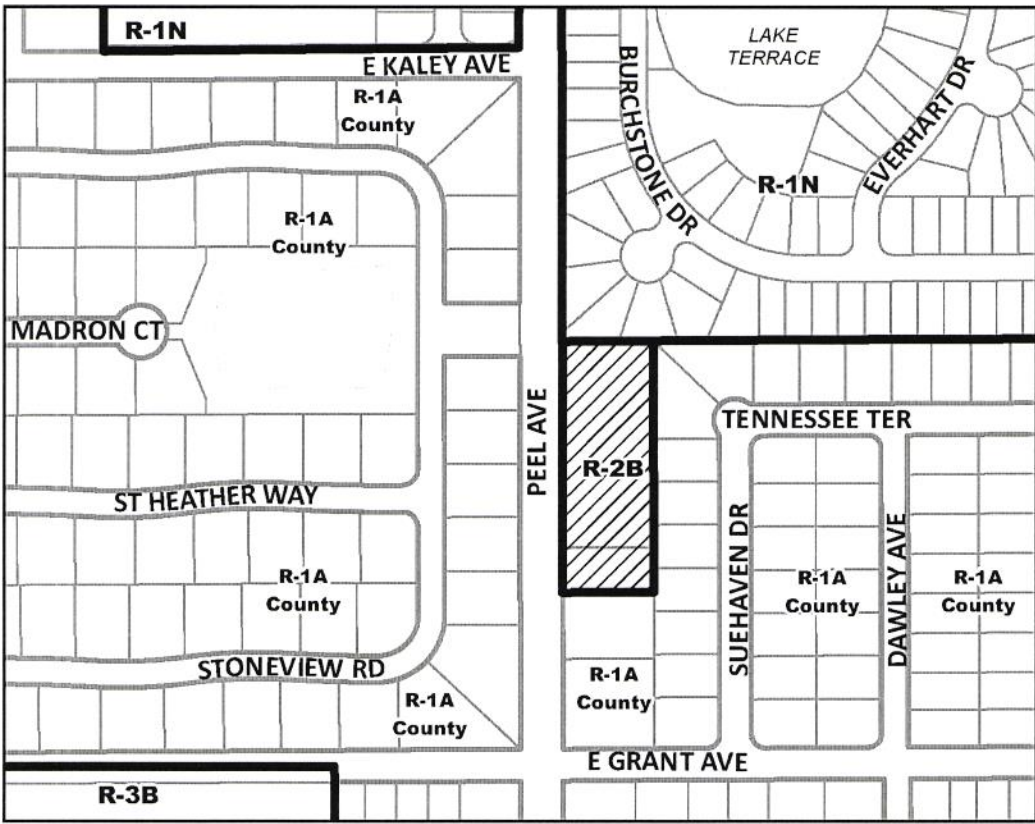 R-1N
E KALEY AVE
R-1A
County
LAKE
TERRACE
BURCHSTONE DR
EVERHART DR
R-1N
R-1A
County
MADRON CT
PEEL AVE
TENNESSEE TER
R-2B
ST HEATHER WAY
SUEHAVEN DR
DAWLEY AVE
R-1A
County
R-1A
County
R-1A
County
STONEVIEW RD
R-1A
County
R-1A
County
E GRANT AVE
R-3B